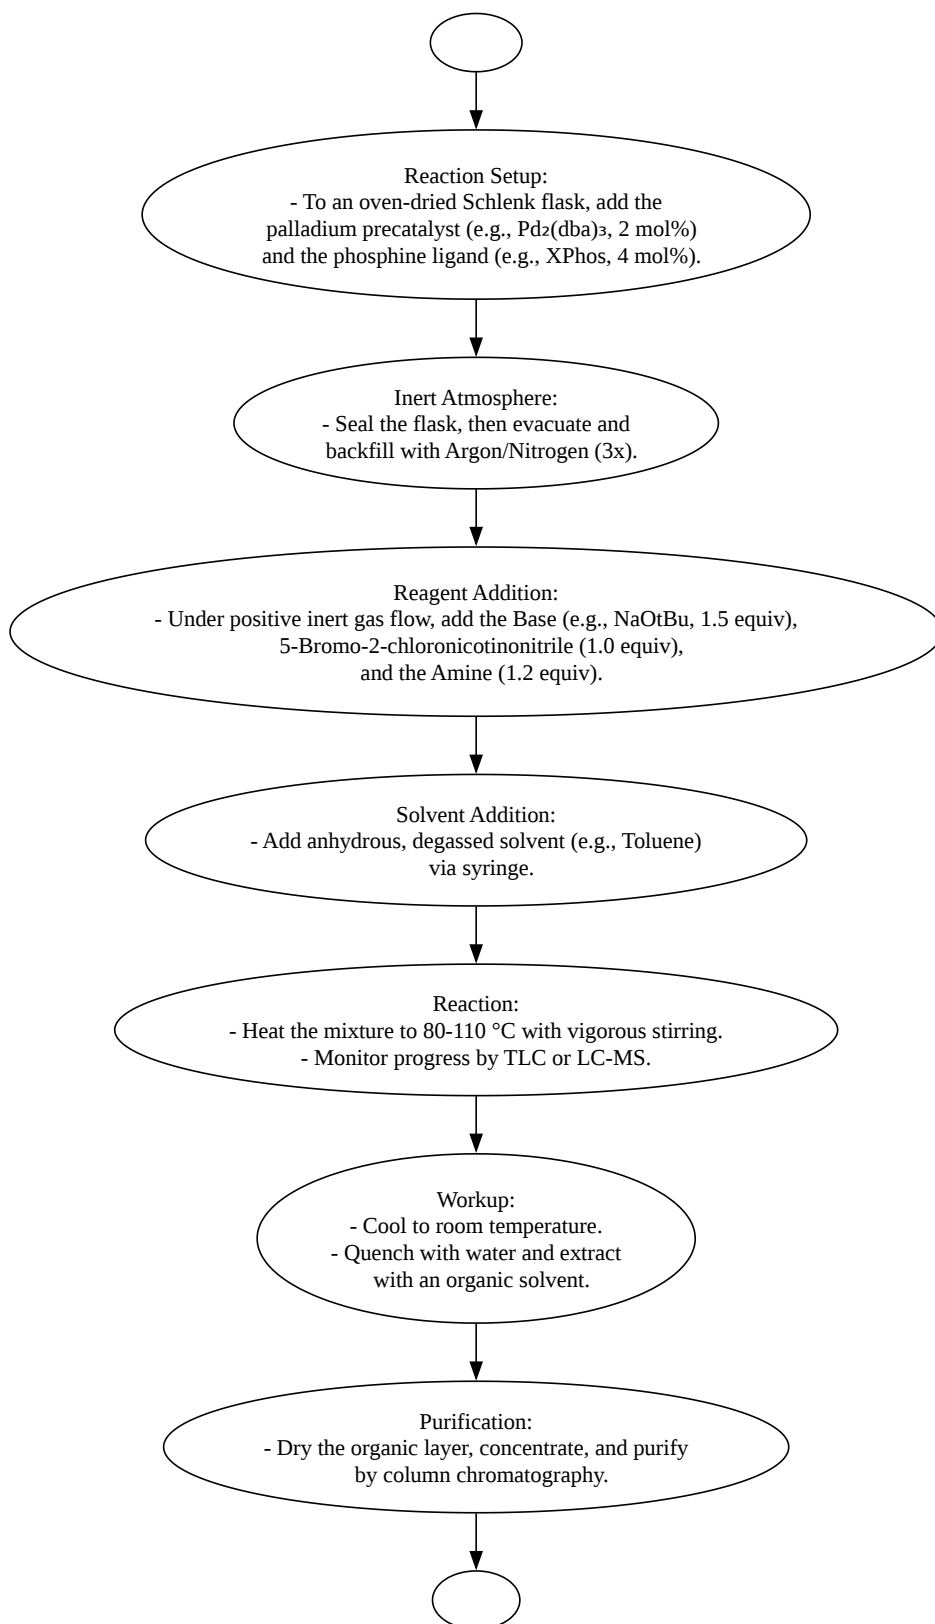 Reaction Setup:
- To an oven-dried Schlenk flask, add the
palladium precatalyst (e.g., Pd₂(dba)₃, 2 mol%)
and the phosphine ligand (e.g., XPhos, 4 mol%).
Inert Atmosphere:
- Seal the flask, then evacuate and
backfill with Argon/Nitrogen (3x).
Reagent Addition:
- Under positive inert gas flow, add the Base (e.g., NaOtBu, 1.5 equiv),
5-Bromo-2-chloronicotinonitrile (1.0 equiv),
and the Amine (1.2 equiv).
Solvent Addition:
- Add anhydrous, degassed solvent (e.g., Toluene)
via syringe.
Reaction:
- Heat the mixture to 80-110 °C with vigorous stirring.
- Monitor progress by TLC or LC-MS.
Workup:
- Cool to room temperature.
- Quench with water and extract
with an organic solvent.
Purification:
- Dry the organic layer, concentrate, and purify
by column chromatography.